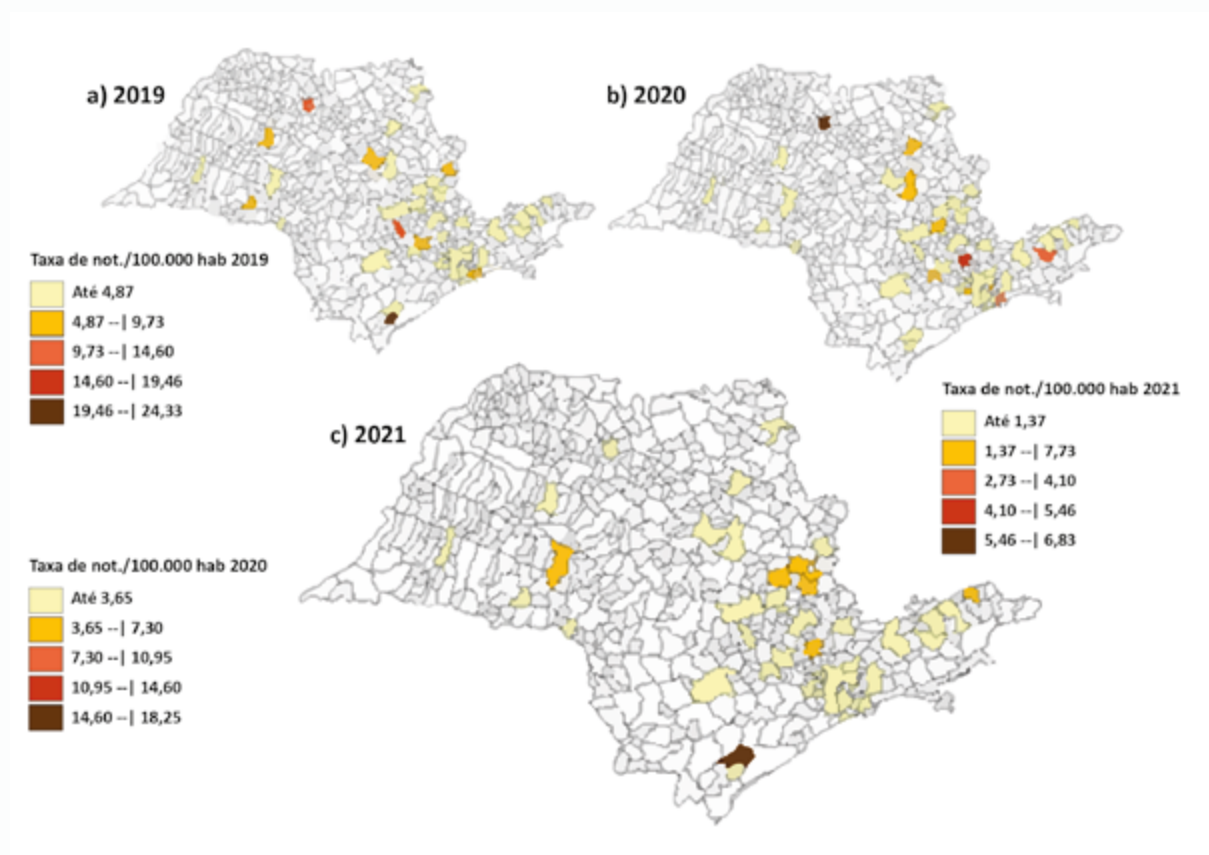 a) 2019
b) 2020
Taxa de not./100.000 hab 2019
Até 4,87
4,87 --| 9,73
9,73 --| 14,60
14,60 --| 19,46
19,46 --| 24,33
c) 2021
Taxa de not./100.000 hab 2021
Até 1,37
1,37 --| 7,73
2,73 --| 4,10
4,10 --| 5,46
5,46 --| 6,83
Taxa de not./100.000 hab 2020
Até 3,65
3,65 --| 7,30
7,30 --| 10,95
10,95 --| 14,60
14,60 --| 18,25